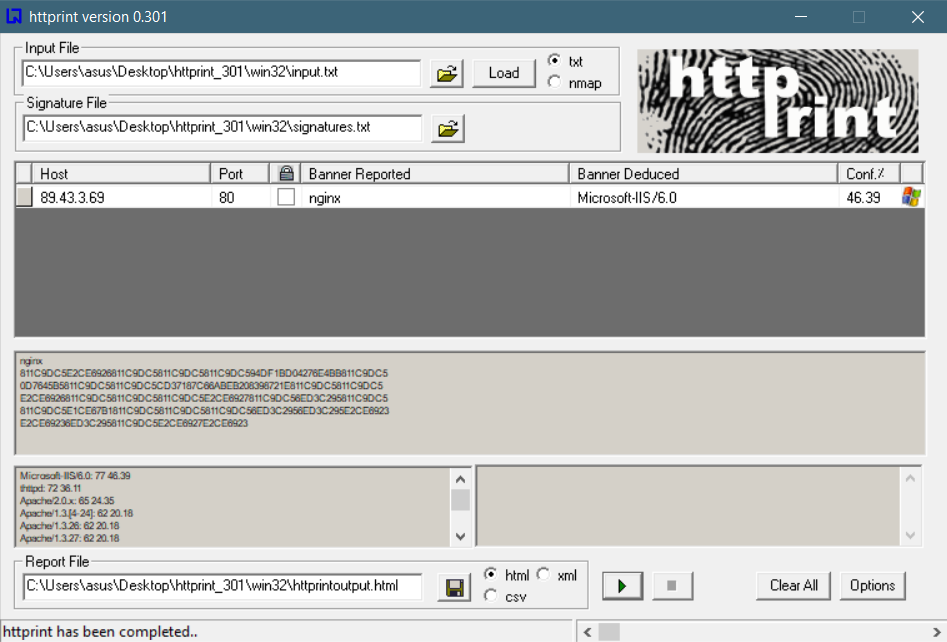 httprint version 0.301
Input File
C:\Users\asus\Desktop\httprint_301\win32\input.txt
Load
txt
nmap
http
print
Signature File
C:\Users\asus\Desktop\httprint_301\win32\signatures.txt
Host Port Banner Reported Banner Deduced Conf.%
89.43.3.69 80 nginx Microsoft-IIS/6.0 46.39
nginx
811C9DC5E2CE6926811C9DC5811C9DC5811C9DC594DF1BD04276E4BB811C9DC5
0D7645B5811C9DC5811C9DC5CD37187C66ABEB208398721E811C9DC5811C9DC5
E2CE6926811C9DC5811C9DC5E2CE6927811C9DC56ED3C295811C9DC5
811C9DC5E1CE67B1811C9DC5811C9DC5811C9DC56ED3C2956ED3C295E2CE6923
E2CE69236ED3C295811C9DC5E2CE6927E2CE6923
Microsoft-IIS/6.0: 77 46.39
thttpd: 72 36.11
Apache/2.0.x: 65 24.35
Apache/1.3.[4-24]: 62 20.18
Apache/1.3.26: 62 20.18
Apache/1.3.27: 62 20.18
Report File
C:\Users\asus\Desktop\httprint_301\win32\httprintoutput.html
html xml
csv
Clear All
Options
httprint has been completed..